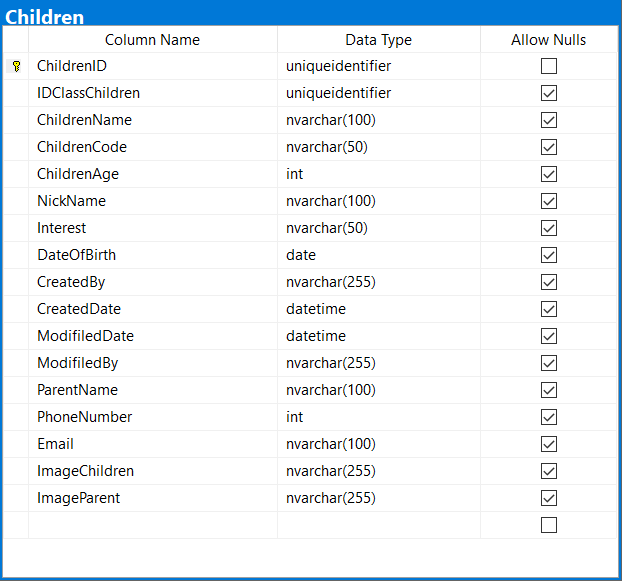 Children
Column Name Data Type Allow Nulls
ChildrenID uniqueidentifier
IDClassChildren uniqueidentifier
ChildrenName nvarchar(100)
ChildrenCode nvarchar(50)
ChildrenAge int
NickName nvarchar(100)
Interest nvarchar(50)
DateOfBirth date
CreatedBy nvarchar(255)
CreatedDate datetime
ModifiledDate datetime
ModifiledBy nvarchar(255)
ParentName nvarchar(100)
PhoneNumber int
Email nvarchar(100)
ImageChildren nvarchar(255)
ImageParent nvarchar(255)